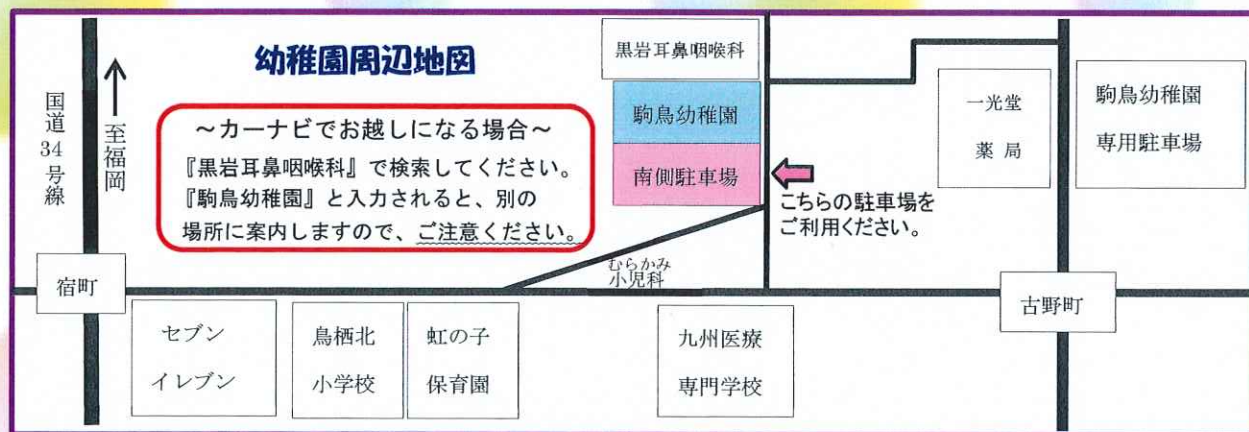 幼稚園周辺地図
国道34号線
至福岡
～カーナビでお越しになる場合～
『黒岩耳鼻咽喉科』で検索してください。
『駒鳥幼稚園』と入力されると、別の
場所に案内しますので、ご注意ください。
黒岩耳鼻咽喉科
駒鳥幼稚園
南側駐車場
こちらの駐車場を
ご利用ください。
一光堂
薬局
駒鳥幼稚園
専用駐車場
宿町
むらかみ
小児科
古野町
セブン
イレブン
鳥栖北
小学校
虹の子
保育園
九州医療
専門学校